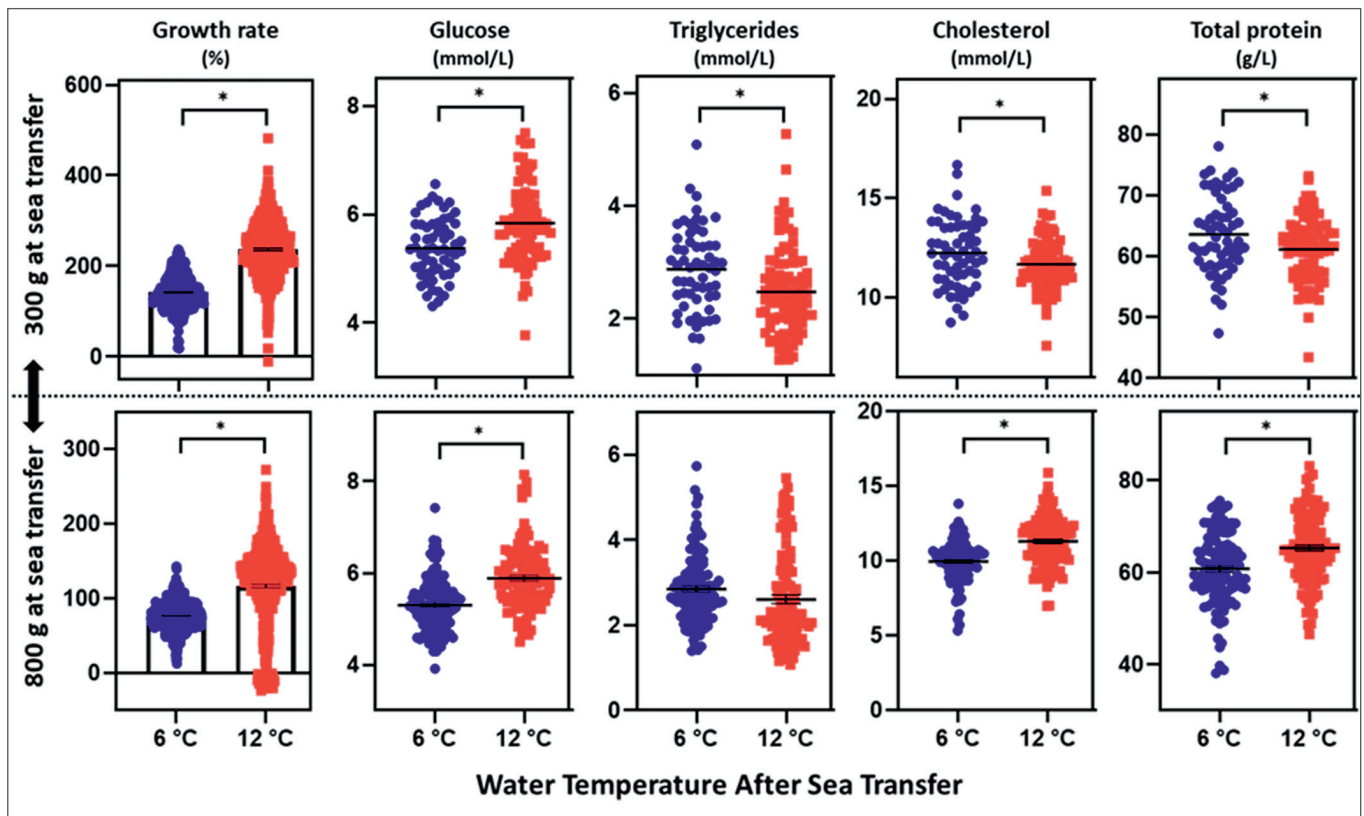 Growth rate Glucose Triglycerides Cholesterol Total protein
(%) (mmol/L) (mmol/L) (mmol/L) (g/L)
300 g at sea transfer
600 400 200 0
*
8 6 4
*
6 4 2
*
20 15 10
*
80 70 60 50 40
*
800 g at sea transfer
300 200 100 0
*
8 6 4
*
6 4 2 0
20 15 10 5 0
*
80 60 40
*
6 °C 12 °C 6 °C 12 °C 6 °C 12 °C 6 °C 12 °C 6 °C 12 °C
Water Temperature After Sea Transfer